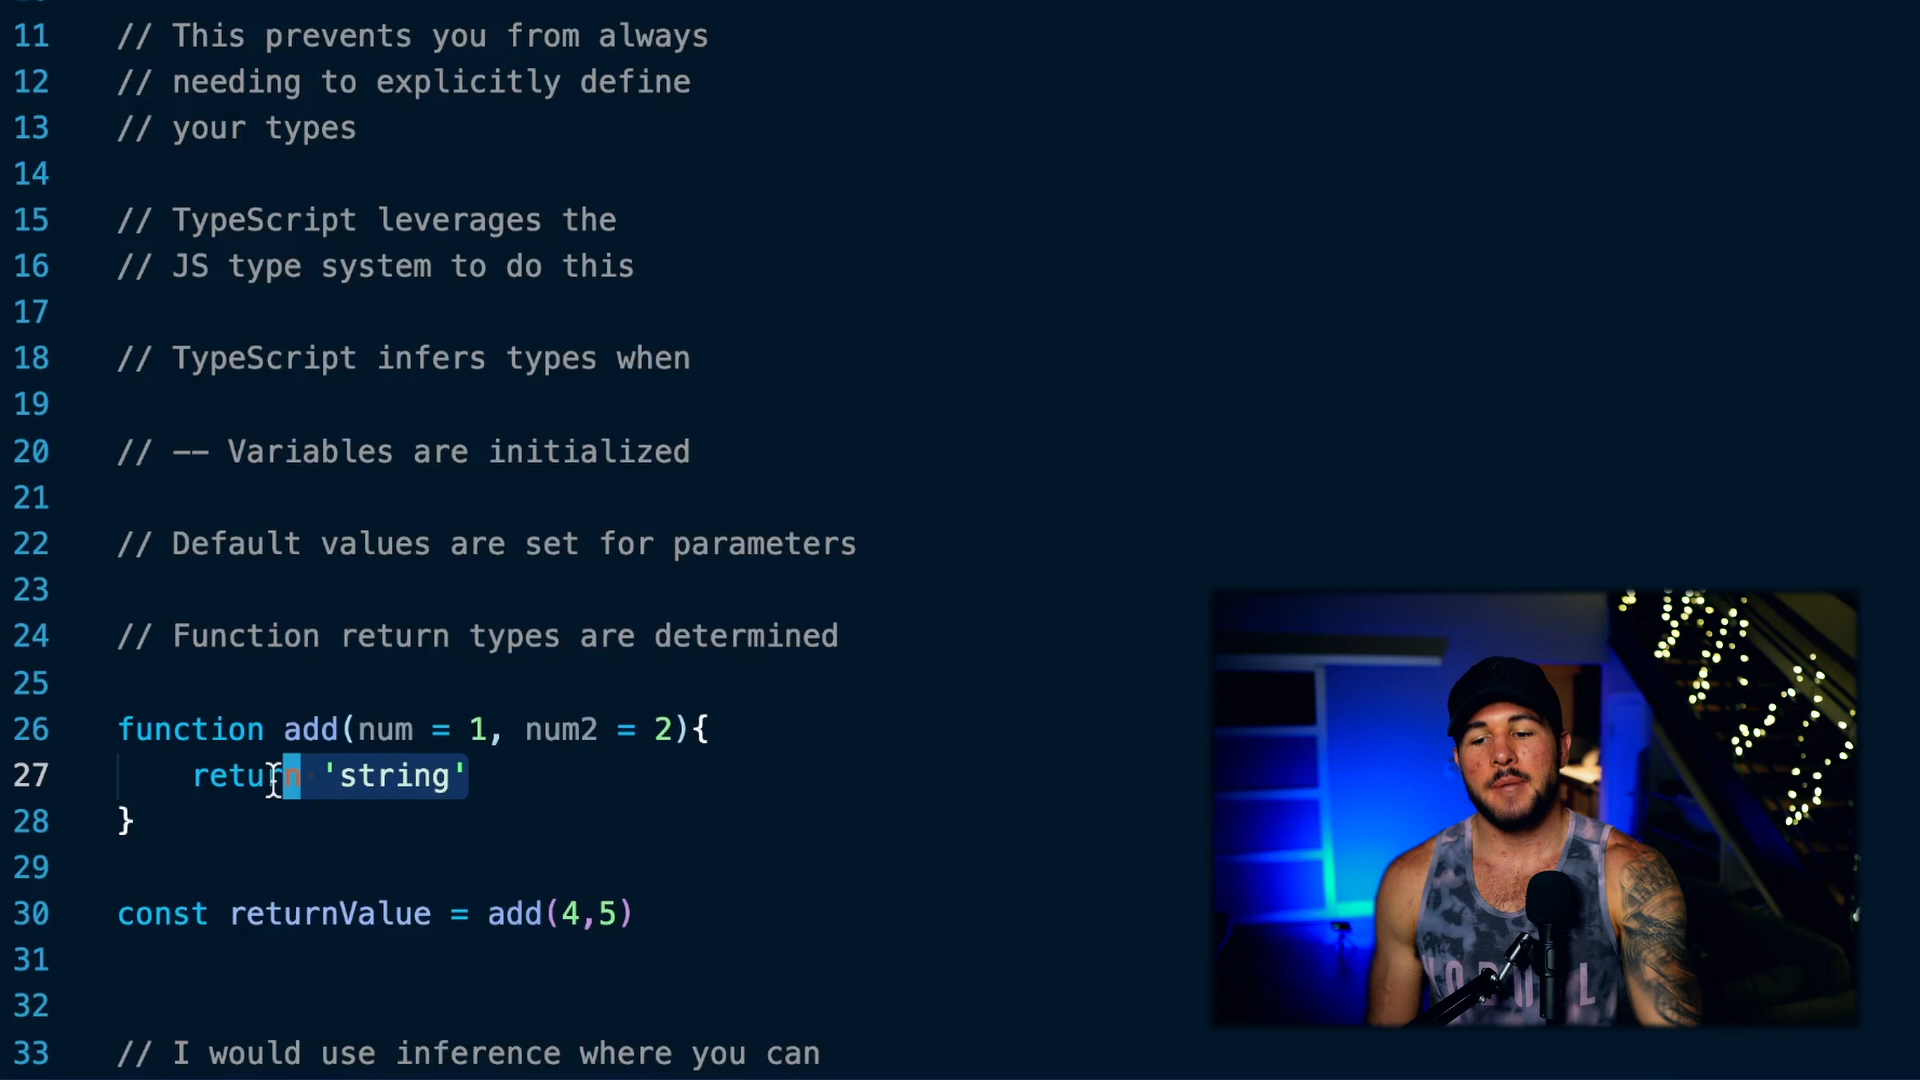 11 // This prevents you from always
12 // needing to explicitly define
13 // your types
14
15 // TypeScript leverages the
16 // JS type system to do this
17
18 // TypeScript infers types when
19
20 // -- Variables are initialized
21
22 // Default values are set for parameters
23
24 // Function return types are determined
25
26 function add(num = 1, num2 = 2){
27 return 'string'
28 }
29
30 const returnValue = add(4,5)
31
32
33 // I would use inference where you can